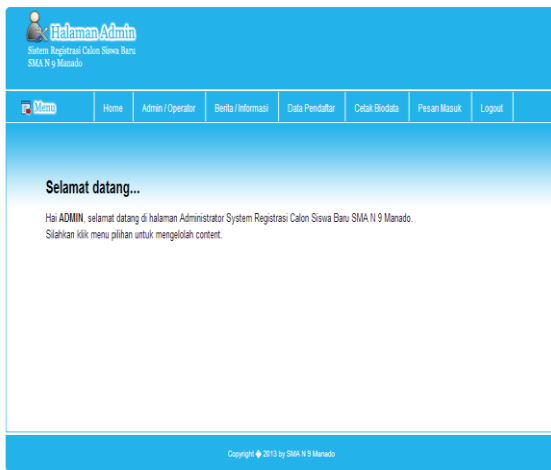 Halaman Admin
Sistem Registrasi Calon Siswa Baru
SMA N 9 Manado
Menu
Home
Admin / Operator
Berita / Informasi
Data Pendaftar
Cetak Biodata
Pesan Masuk
Logout
Selamat datang...
Hai ADMIN, selamat datang di halaman Administrator System Registrasi Calon Siswa Baru SMA N 9 Manado.
Silahkan klik menu pilihan untuk mengelolah content.
Copyright � 2013 by SMA N 9 Manado